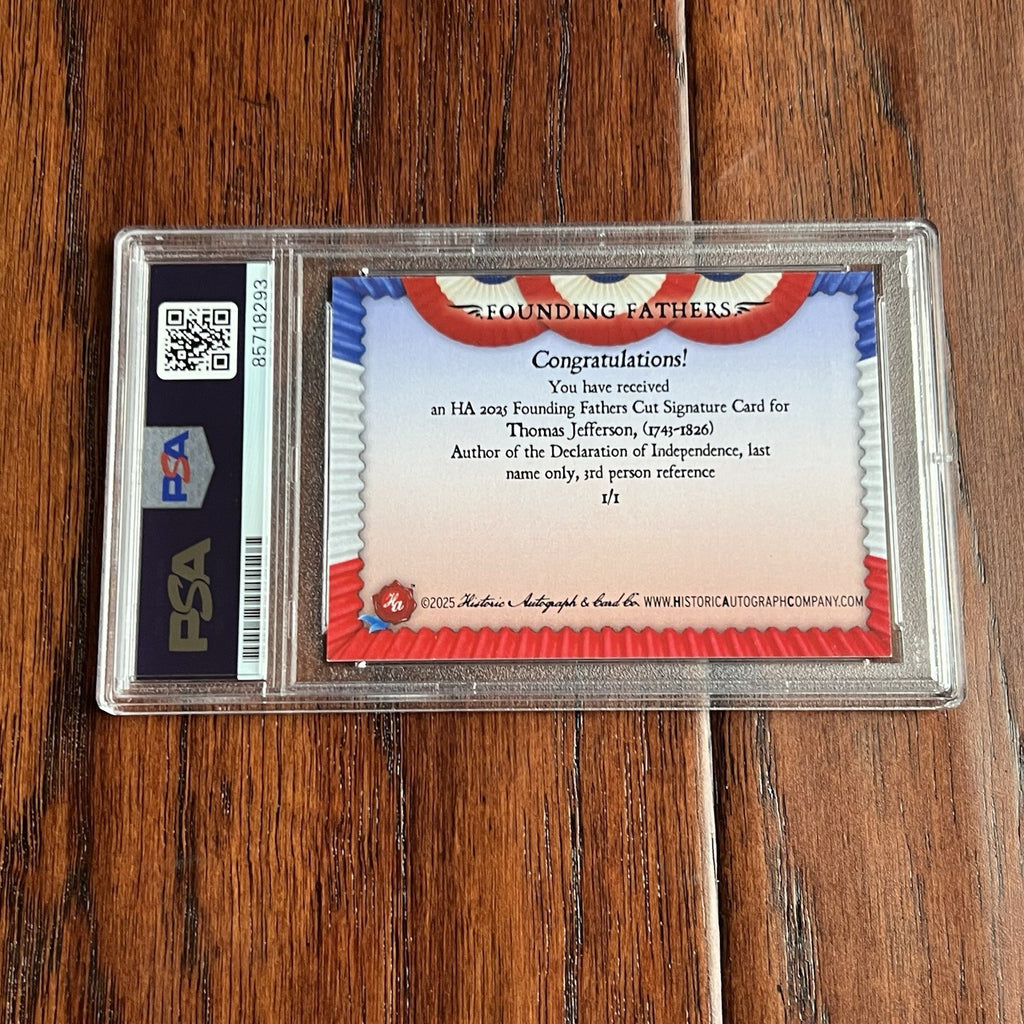 FOUNDING FATHERS
Congratulations!
You have received
an HA 2025 Founding Fathers Cut Signature Card for
Thomas Jefferson, (1743-1826)
Author of the Declaration of Independence, last
name only, 3rd person reference
1/1
Ha
©2025 Historic Autograph & Card Co. WWW.HISTORICAUTOGRAPHCOMPANY.COM
85718293
PSA
PSA